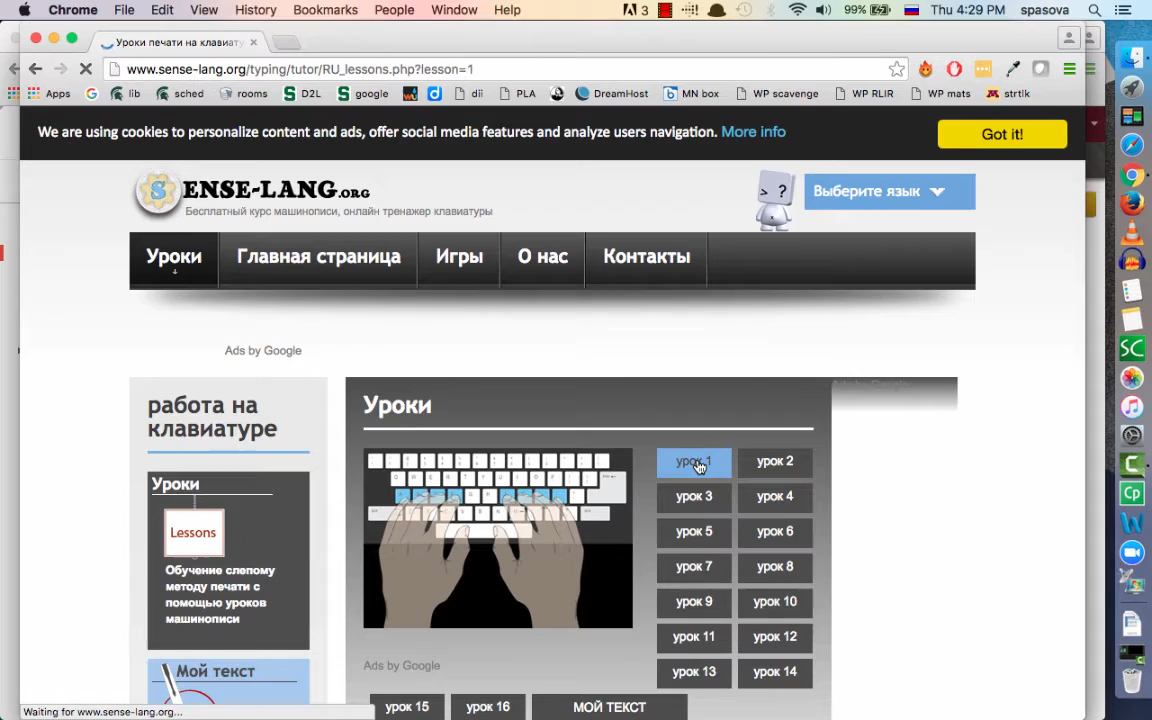 Chrome File Edit View History Bookmarks People Window Help 3 99% Thu 4:29 PM spasova
Уроки печати на клавиату
www.sense-lang.org/typing/tutor/RU_lessons.php?lesson=1
Apps lib sched rooms D2L google dii PLA DreamHost MN box WP scavenge WP RLIR WP mats strtik
We are using cookies to personalize content and ads, offer social media features and analyze users navigation. More info Got it!
SENSE-LANG.ORG
Бесплатный курс машинописи, онлайн тренажер клавиатуры
> ?
Выберите язык
Уроки Главная страница Игры О нас Контакты
Ads by Google
работа на
клавиатуре
Уроки
Lessons
Обучение слепому
методу печати с
помощью уроков
машинописи
Мой текст
Уроки
урок 1 урок 2
урок 3 урок 4
урок 5 урок 6
урок 7 урок 8
урок 9 урок 10
урок 11 урок 12
урок 13 урок 14
Ads by Google
урок 15 урок 16 МОЙ ТЕКСТ
Waiting for www.sense-lang.org...